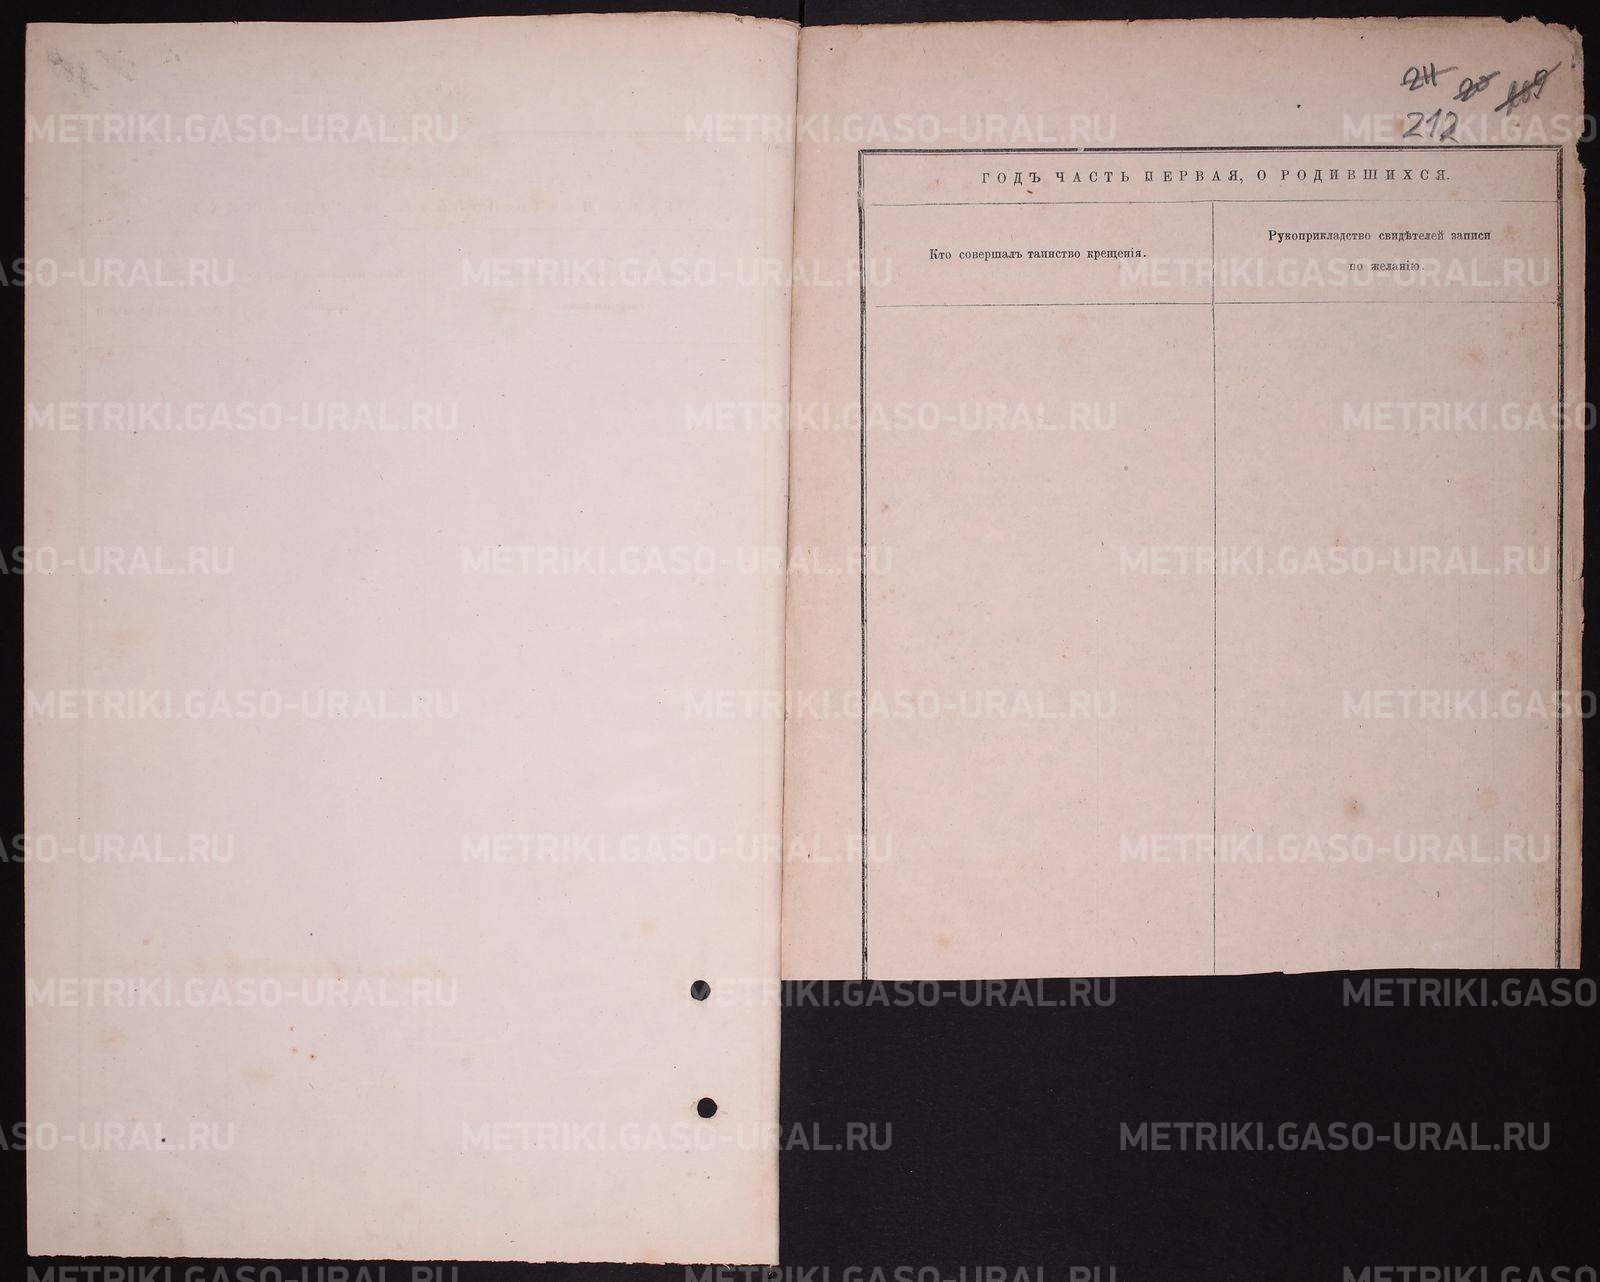 211 20 189
212
ГОДЪ ЧАСТЬ ПЕРВАЯ, О РОДИВШИХСЯ.
Кто совершалъ таинство крещенія.
Рукоприкладство свидѣтелей записи
по желанію.
METRIKI.GASO-URAL.RU